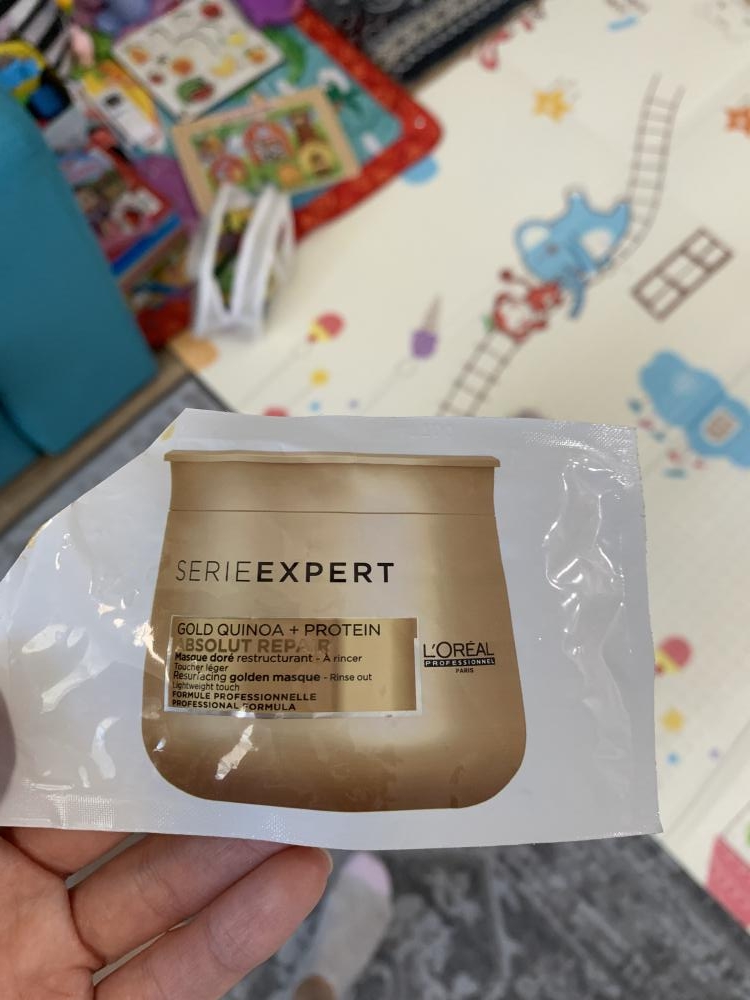 SERIEEXPERT
GOLD QUINOA + PROTEIN
ABSOLUT REPAIR
Masque doré restructurant - À rincer
Toucher léger
Resurfacing golden masque - Rinse out
Lightweight touch
FORMULE PROFESSIONNELLE
PROFESSIONAL FORMULA
L'ORÉAL
PROFESSIONNEL
PARIS